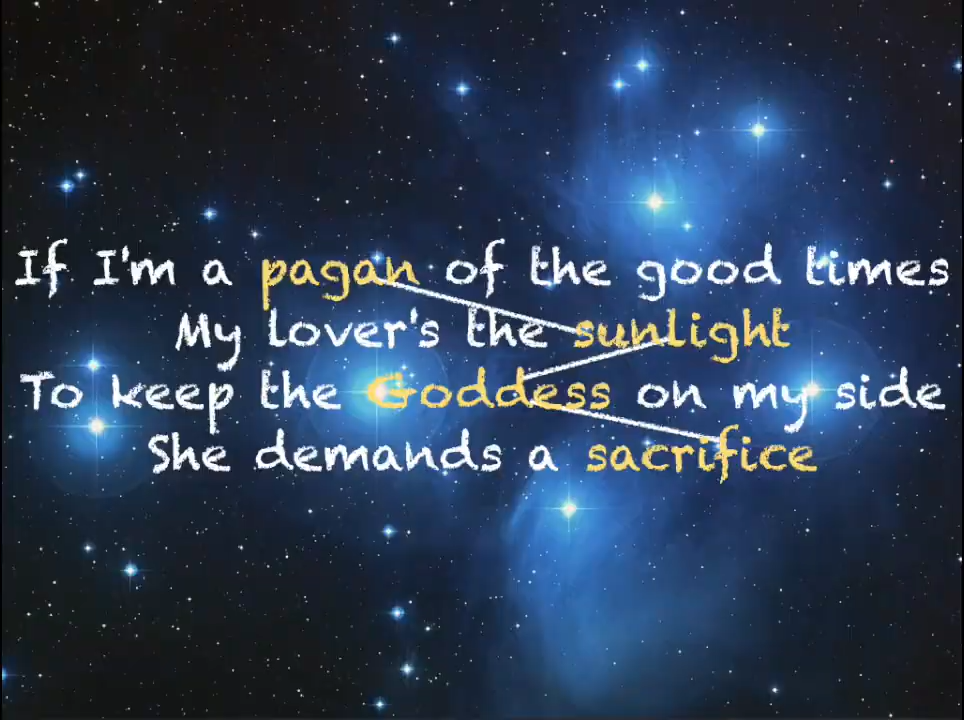 If I'm a pagan of the good times
My lover's the sunlight
To keep the Goddess on my side
She demands a sacrifice